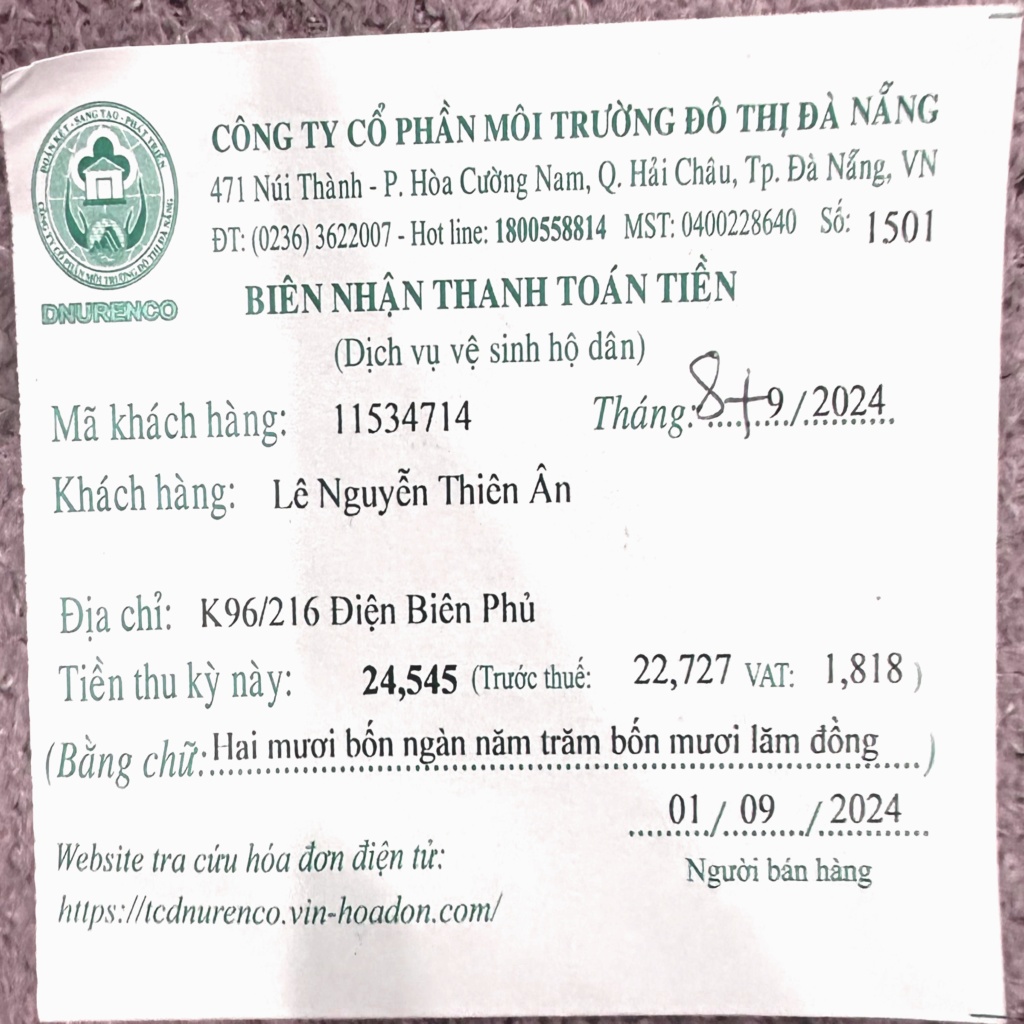 ĐOÀN KẾT - SÁNG TẠO - PHÁT TRIỂN
CÔNG TY CỔ PHẦN MÔI TRƯỜNG ĐÔ THỊ ĐÀ NẴNG
DNURENCO
CÔNG TY CỔ PHẦN MÔI TRƯỜNG ĐÔ THỊ ĐÀ NẴNG
471 Núi Thành - P. Hòa Cường Nam, Q. Hải Châu, Tp. Đà Nẵng, VN
ĐT: (0236) 3622007 - Hot line: 1800558814 MST: 0400228640 Số: 1501
BIÊN NHẬN THANH TOÁN TIỀN
(Dịch vụ vệ sinh hộ dân)
Mã khách hàng: 11534714 Tháng: 8+9/2024
Khách hàng: Lê Nguyễn Thiên Ân
Địa chỉ: K96/216 Điện Biên Phủ
Tiền thu kỳ này: 24,545 (Trước thuế: 22,727 VAT: 1,818 )
(Bằng chữ: Hai mươi bốn ngàn năm trăm bốn mươi lăm đồng )
01 / 09 / 2024
Người bán hàng
Website tra cứu hóa đơn điện tử:
https://tcdnurenco.vin-hoadon.com/